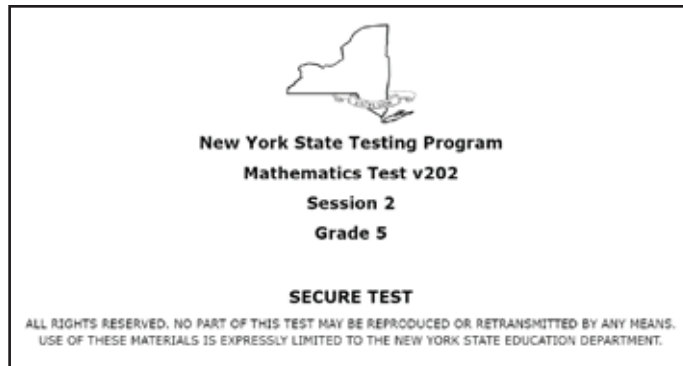 New York State Testing Program
Mathematics Test v202
Session 2
Grade 5
SECURE TEST
ALL RIGHTS RESERVED. NO PART OF THIS TEST MAY BE REPRODUCED OR RETRANSMITTED BY ANY MEANS.
USE OF THESE MATERIALS IS EXPRESSLY LIMITED TO THE NEW YORK STATE EDUCATION DEPARTMENT.